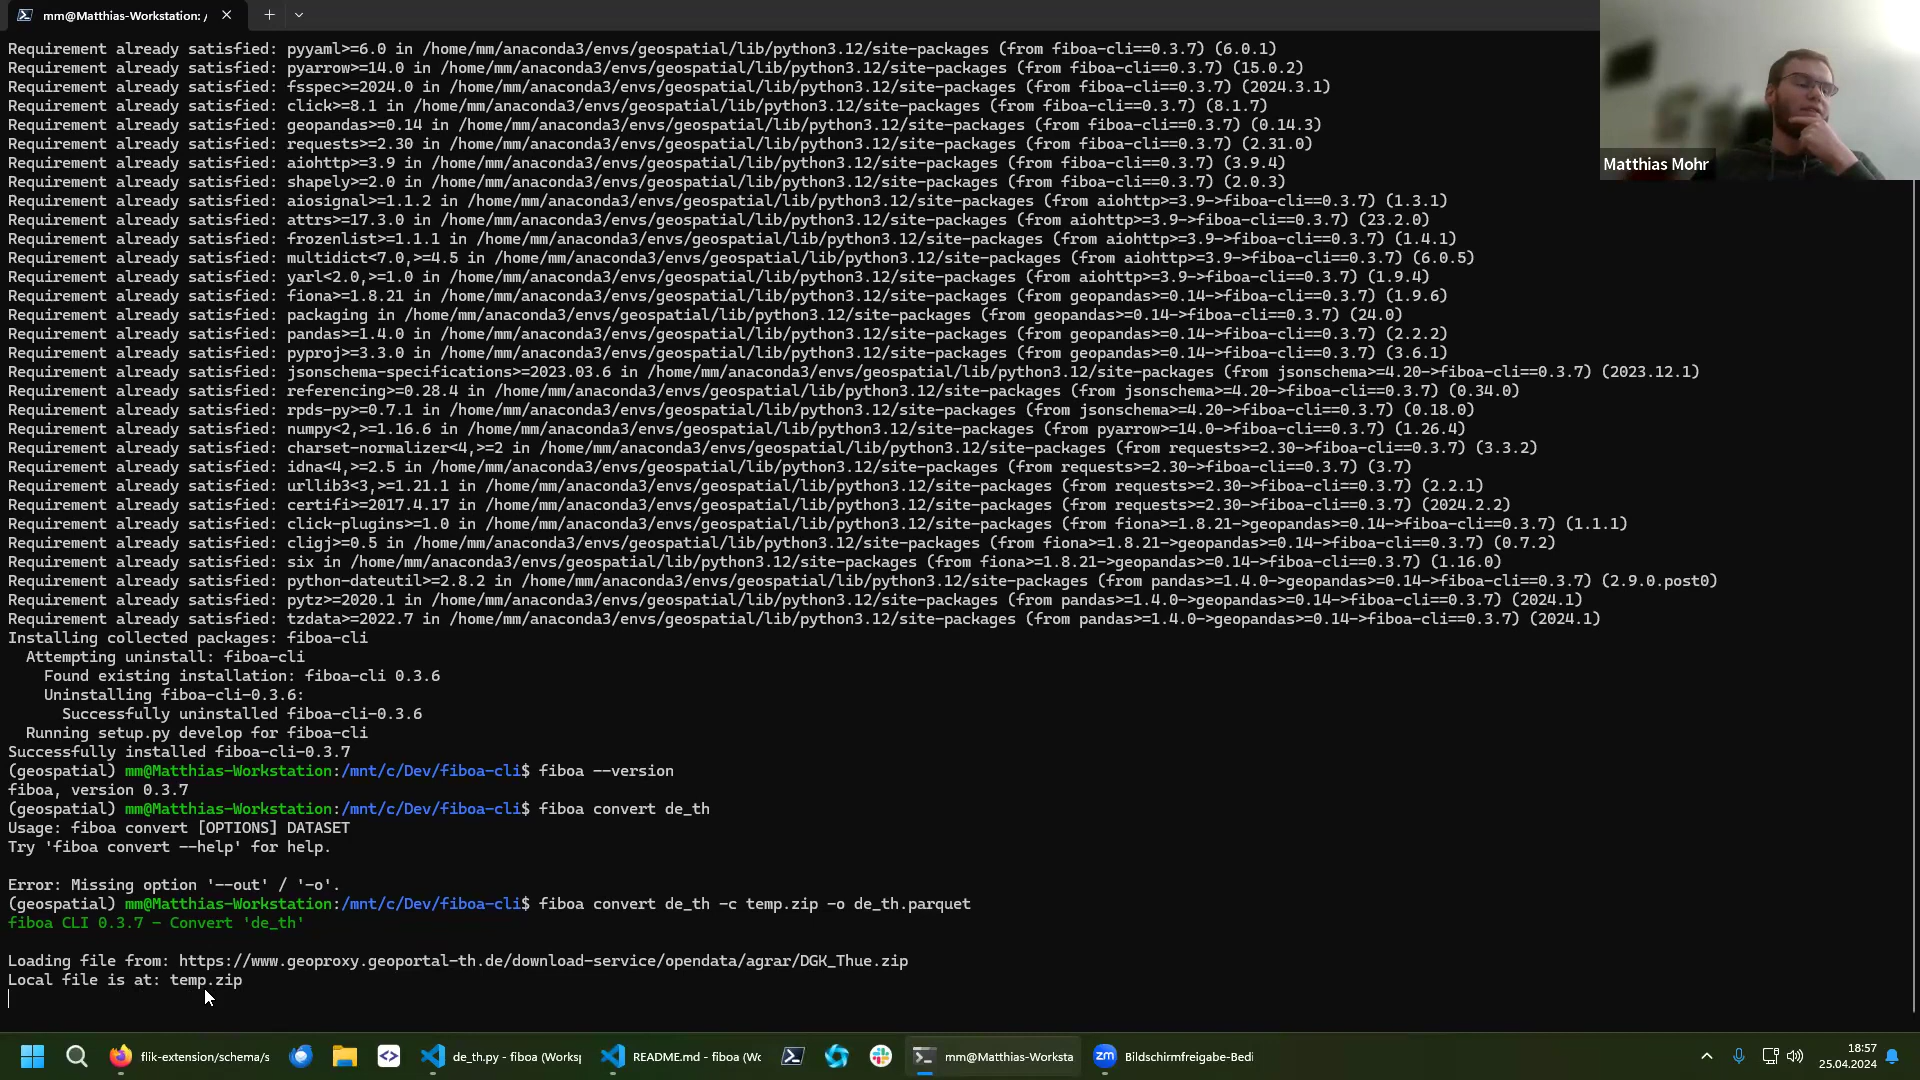 mm@Matthias-Workstation: /
Requirement already satisfied: pyyaml>=6.0 in /home/mm/anaconda3/envs/geospatial/lib/python3.12/site-packages (from fiboa-cli==0.3.7) (6.0.1)
Requirement already satisfied: pyarrow>=14.0 in /home/mm/anaconda3/envs/geospatial/lib/python3.12/site-packages (from fiboa-cli==0.3.7) (15.0.2)
Requirement already satisfied: fsspec>=2024.0 in /home/mm/anaconda3/envs/geospatial/lib/python3.12/site-packages (from fiboa-cli==0.3.7) (2024.3.1)
Requirement already satisfied: click>=8.1 in /home/mm/anaconda3/envs/geospatial/lib/python3.12/site-packages (from fiboa-cli==0.3.7) (8.1.7)
Requirement already satisfied: geopandas>=0.14 in /home/mm/anaconda3/envs/geospatial/lib/python3.12/site-packages (from fiboa-cli==0.3.7) (0.14.3)
Requirement already satisfied: requests>=2.30 in /home/mm/anaconda3/envs/geospatial/lib/python3.12/site-packages (from fiboa-cli==0.3.7) (2.31.0)
Requirement already satisfied: aiohttp>=3.9 in /home/mm/anaconda3/envs/geospatial/lib/python3.12/site-packages (from fiboa-cli==0.3.7) (3.9.4)
Matthias Mohr
Requirement already satisfied: shapely>=2.0 in /home/mm/anaconda3/envs/geospatial/lib/python3.12/site-packages (from fiboa-cli==0.3.7) (2.0.3)
Requirement already satisfied: aiosignal>=1.1.2 in /home/mm/anaconda3/envs/geospatial/lib/python3.12/site-packages (from aiohttp>=3.9->fiboa-cli==0.3.7) (1.3.1)
Requirement already satisfied: attrs>=17.3.0 in /home/mm/anaconda3/envs/geospatial/lib/python3.12/site-packages (from aiohttp>=3.9->fiboa-cli==0.3.7) (23.2.0)
Requirement already satisfied: frozenlist>=1.1.1 in /home/mm/anaconda3/envs/geospatial/lib/python3.12/site-packages (from aiohttp>=3.9->fiboa-cli==0.3.7) (1.4.1)
Requirement already satisfied: multidict<7.0,>=4.5 in /home/mm/anaconda3/envs/geospatial/lib/python3.12/site-packages (from aiohttp>=3.9->fiboa-cli==0.3.7) (6.0.5)
Requirement already satisfied: yarl<2.0,>=1.0 in /home/mm/anaconda3/envs/geospatial/lib/python3.12/site-packages (from aiohttp>=3.9->fiboa-cli==0.3.7) (1.9.4)
Requirement already satisfied: fiona>=1.8.21 in /home/mm/anaconda3/envs/geospatial/lib/python3.12/site-packages (from geopandas>=0.14->fiboa-cli==0.3.7) (1.9.6)
Requirement already satisfied: packaging in /home/mm/anaconda3/envs/geospatial/lib/python3.12/site-packages (from geopandas>=0.14->fiboa-cli==0.3.7) (24.0)
Requirement already satisfied: pandas>=1.4.0 in /home/mm/anaconda3/envs/geospatial/lib/python3.12/site-packages (from geopandas>=0.14->fiboa-cli==0.3.7) (2.2.2)
Requirement already satisfied: pyproj>=3.3.0 in /home/mm/anaconda3/envs/geospatial/lib/python3.12/site-packages (from geopandas>=0.14->fiboa-cli==0.3.7) (3.6.1)
Requirement already satisfied: jsonschema-specifications>=2023.03.6 in /home/mm/anaconda3/envs/geospatial/lib/python3.12/site-packages (from jsonschema>=4.20->fiboa-cli==0.3.7) (2023.12.1)
Requirement already satisfied: referencing>=0.28.4 in /home/mm/anaconda3/envs/geospatial/lib/python3.12/site-packages (from jsonschema>=4.20->fiboa-cli==0.3.7) (0.34.0)
Requirement already satisfied: rpds-py>=0.7.1 in /home/mm/anaconda3/envs/geospatial/lib/python3.12/site-packages (from jsonschema>=4.20->fiboa-cli==0.3.7) (0.18.0)
Requirement already satisfied: numpy<2,>=1.16.6 in /home/mm/anaconda3/envs/geospatial/lib/python3.12/site-packages (from pyarrow>=14.0->fiboa-cli==0.3.7) (1.26.4)
Requirement already satisfied: charset-normalizer<4,>=2 in /home/mm/anaconda3/envs/geospatial/lib/python3.12/site-packages (from requests>=2.30->fiboa-cli==0.3.7) (3.3.2)
Requirement already satisfied: idna<4,>=2.5 in /home/mm/anaconda3/envs/geospatial/lib/python3.12/site-packages (from requests>=2.30->fiboa-cli==0.3.7) (3.7)
Requirement already satisfied: urllib3<3,>=1.21.1 in /home/mm/anaconda3/envs/geospatial/lib/python3.12/site-packages (from requests>=2.30->fiboa-cli==0.3.7) (2.2.1)
Requirement already satisfied: certifi>=2017.4.17 in /home/mm/anaconda3/envs/geospatial/lib/python3.12/site-packages (from requests>=2.30->fiboa-cli==0.3.7) (2024.2.2)
Requirement already satisfied: click-plugins>=1.0 in /home/mm/anaconda3/envs/geospatial/lib/python3.12/site-packages (from fiona>=1.8.21->geopandas>=0.14->fiboa-cli==0.3.7) (1.1.1)
Requirement already satisfied: cligj>=0.5 in /home/mm/anaconda3/envs/geospatial/lib/python3.12/site-packages (from fiona>=1.8.21->geopandas>=0.14->fiboa-cli==0.3.7) (0.7.2)
Requirement already satisfied: six in /home/mm/anaconda3/envs/geospatial/lib/python3.12/site-packages (from fiona>=1.8.21->geopandas>=0.14->fiboa-cli==0.3.7) (1.16.0)
Requirement already satisfied: python-dateutil>=2.8.2 in /home/mm/anaconda3/envs/geospatial/lib/python3.12/site-packages (from pandas>=1.4.0->geopandas>=0.14->fiboa-cli==0.3.7) (2.9.0.post0)
Requirement already satisfied: pytz>=2020.1 in /home/mm/anaconda3/envs/geospatial/lib/python3.12/site-packages (from pandas>=1.4.0->geopandas>=0.14->fiboa-cli==0.3.7) (2024.1)
Requirement already satisfied: tzdata>=2022.7 in /home/mm/anaconda3/envs/geospatial/lib/python3.12/site-packages (from pandas>=1.4.0->geopandas>=0.14->fiboa-cli==0.3.7) (2024.1)
Installing collected packages: fiboa-cli
Attempting uninstall: fiboa-cli
Found existing installation: fiboa-cli 0.3.6
Uninstalling fiboa-cli-0.3.6:
Successfully uninstalled fiboa-cli-0.3.6
Running setup.py develop for fiboa-cli
Successfully installed fiboa-cli-0.3.7
(geospatial) mm@Matthias-Workstation:/mnt/c/Dev/fiboa-cli$ fiboa --version
fiboa, version 0.3.7
(geospatial) mm@Matthias-Workstation:/mnt/c/Dev/fiboa-cli$ fiboa convert de_th
Usage: fiboa convert [OPTIONS] DATASET
Try 'fiboa convert --help' for help.
Error: Missing option '--out' / '-o'.
(geospatial) mm@Matthias-Workstation:/mnt/c/Dev/fiboa-cli$ fiboa convert de_th -c temp.zip -o de_th.parquet
fiboa CLI 0.3.7 - Convert 'de_th'
Loading file from: https://www.geoproxy.geoportal-th.de/download-service/opendata/agrar/DGK_Thue.zip
Local file is at: temp.zip
flik-extension/schema/s
de_th.py - fiboa (Worksp
README.md - fiboa (Wc
zm
mm@Matthias-Worksta
Bildschirmfreigabe-Bedi
18:57
25.04.2024